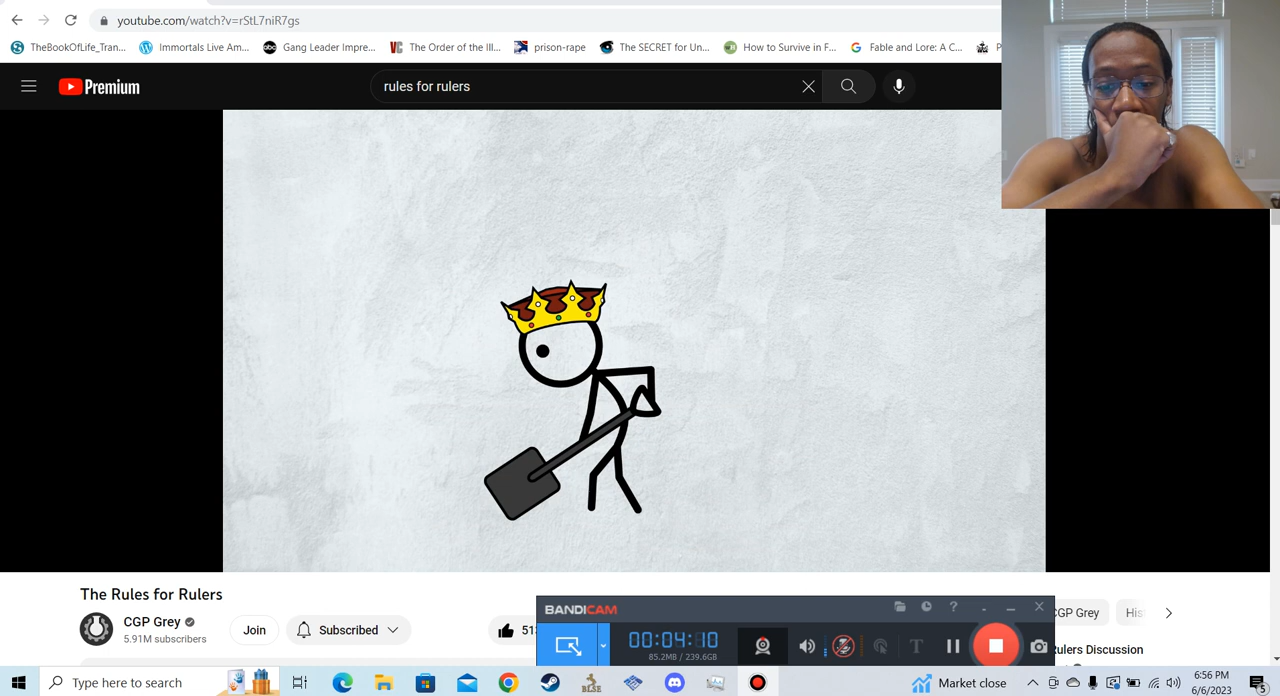 youtube.com/watch?v=rStL7niR7gs
TheBookOfLife_Tran... Immortals Live Am... abc Gang Leader Impre... The Order of the Ill... prison-rape The SECRET for Un... How to Survive in F... Fable and Lore: A C...
Premium
rules for rulers
The Rules for Rulers
CGP Grey
5.91M subscribers
Join
Subscribed
CGP Grey
BANDICAM
00:04:10
85.2MB / 239.6GB
Rulers Discussion
Type here to search
BLSE
Market close
6:56 PM
6/6/2023
5